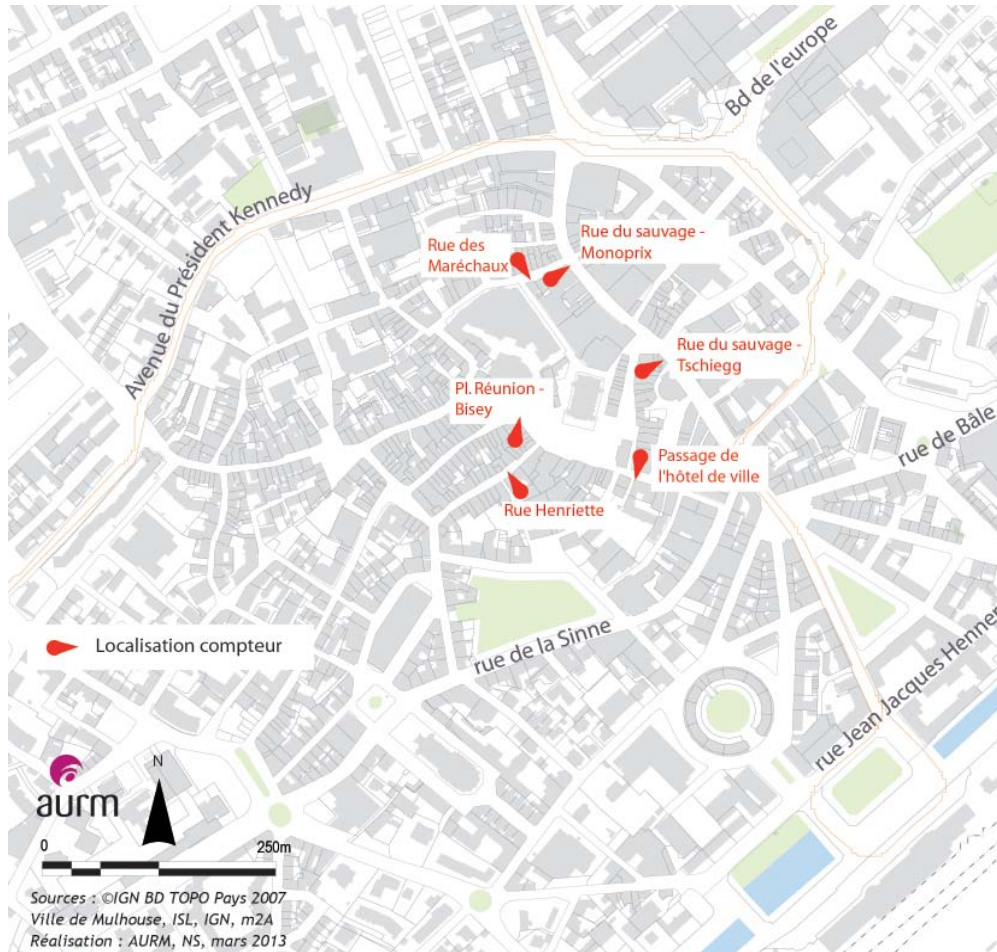 Bd de l'europe
Avenue du Président Kennedy
Rue des
Maréchaux
Rue du sauvage -
Monoprix
Rue du sauvage -
Tschiegg
Pl. Réunion -
Bisey
rue de Bâle
Passage de
l'hôtel de ville
Rue Henriette
Localisation compteur
rue de la Sinne
rue Jean Jacques Henner
aurm
N
0 250m
Sources : ©IGN BD TOPO Pays 2007
Ville de Mulhouse, ISL, IGN, m2A
Réalisation : AURM, NS, mars 2013